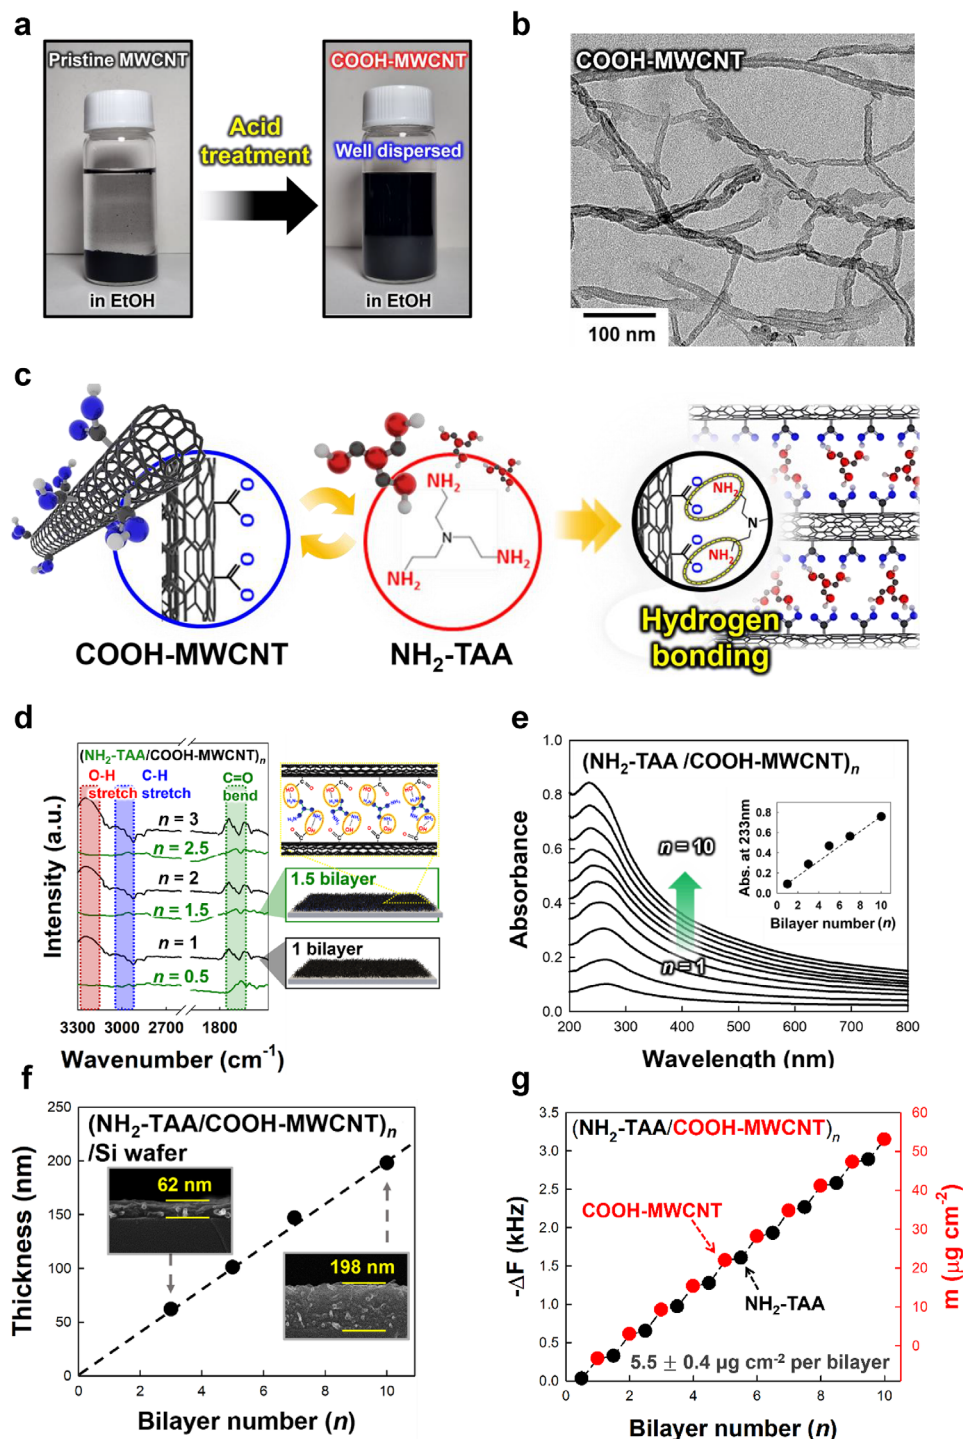 a
Pristine MWCNT
in EtOH
Acid
treatment
COOH-MWCNT
Well dispersed
in EtOH
b
COOH-MWCNT
100 nm
c
O
O
O
O
COOH-MWCNT
NH2
N
NH2
NH2
NH2-TAA
NH2
O
O
N
O
O
NH2
Hydrogen
bonding
d
(NH2-TAA/COOH-MWCNT)n
O-H
stretch
C-H
stretch
C=O
bend
n = 3
n = 2.5
n = 2
n = 1.5
n = 1
n = 0.5
Intensity (a.u.)
3300 3000 2700 1800
Wavenumber (cm-1)
1.5 bilayer
1 bilayer
e
(NH2-TAA /COOH-MWCNT)n
n = 10
n = 1
Absorbance
1.0
0.8
0.6
0.4
0.2
0.0
200 300 400 500 600 700 800
Wavelength (nm)
Abs. at 233nm
0.8
0.6
0.4
0.2
0.0
0 2 4 6 8 10
Bilayer number (n)
f
(NH2-TAA/COOH-MWCNT)n
/Si wafer
62 nm
198 nm
Thickness (nm)
250
200
150
100
50
0
0 2 4 6 8 10
Bilayer number (n)
g
(NH2-TAA/COOH-MWCNT)n
COOH-MWCNT
NH2-TAA
5.5 ± 0.4 μg cm-2 per bilayer
-ΔF (kHz)
3.5
3.0
2.5
2.0
1.5
1.0
0.5
0.0
0 2 4 6 8 10
Bilayer number (n)
60
50
40
30
20
10
0
m (μg cm-2)